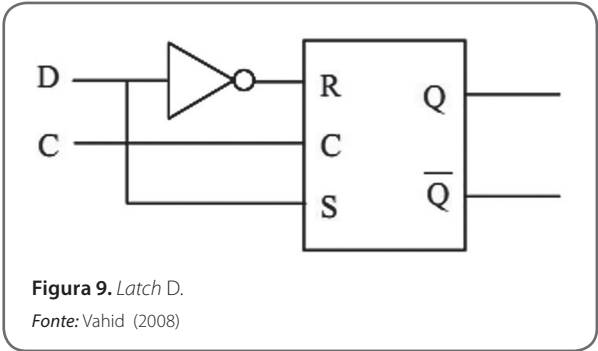 D
R
Q
C
C
S
Q̅
Figura 9. Latch D.
Fonte: Vahid (2008)